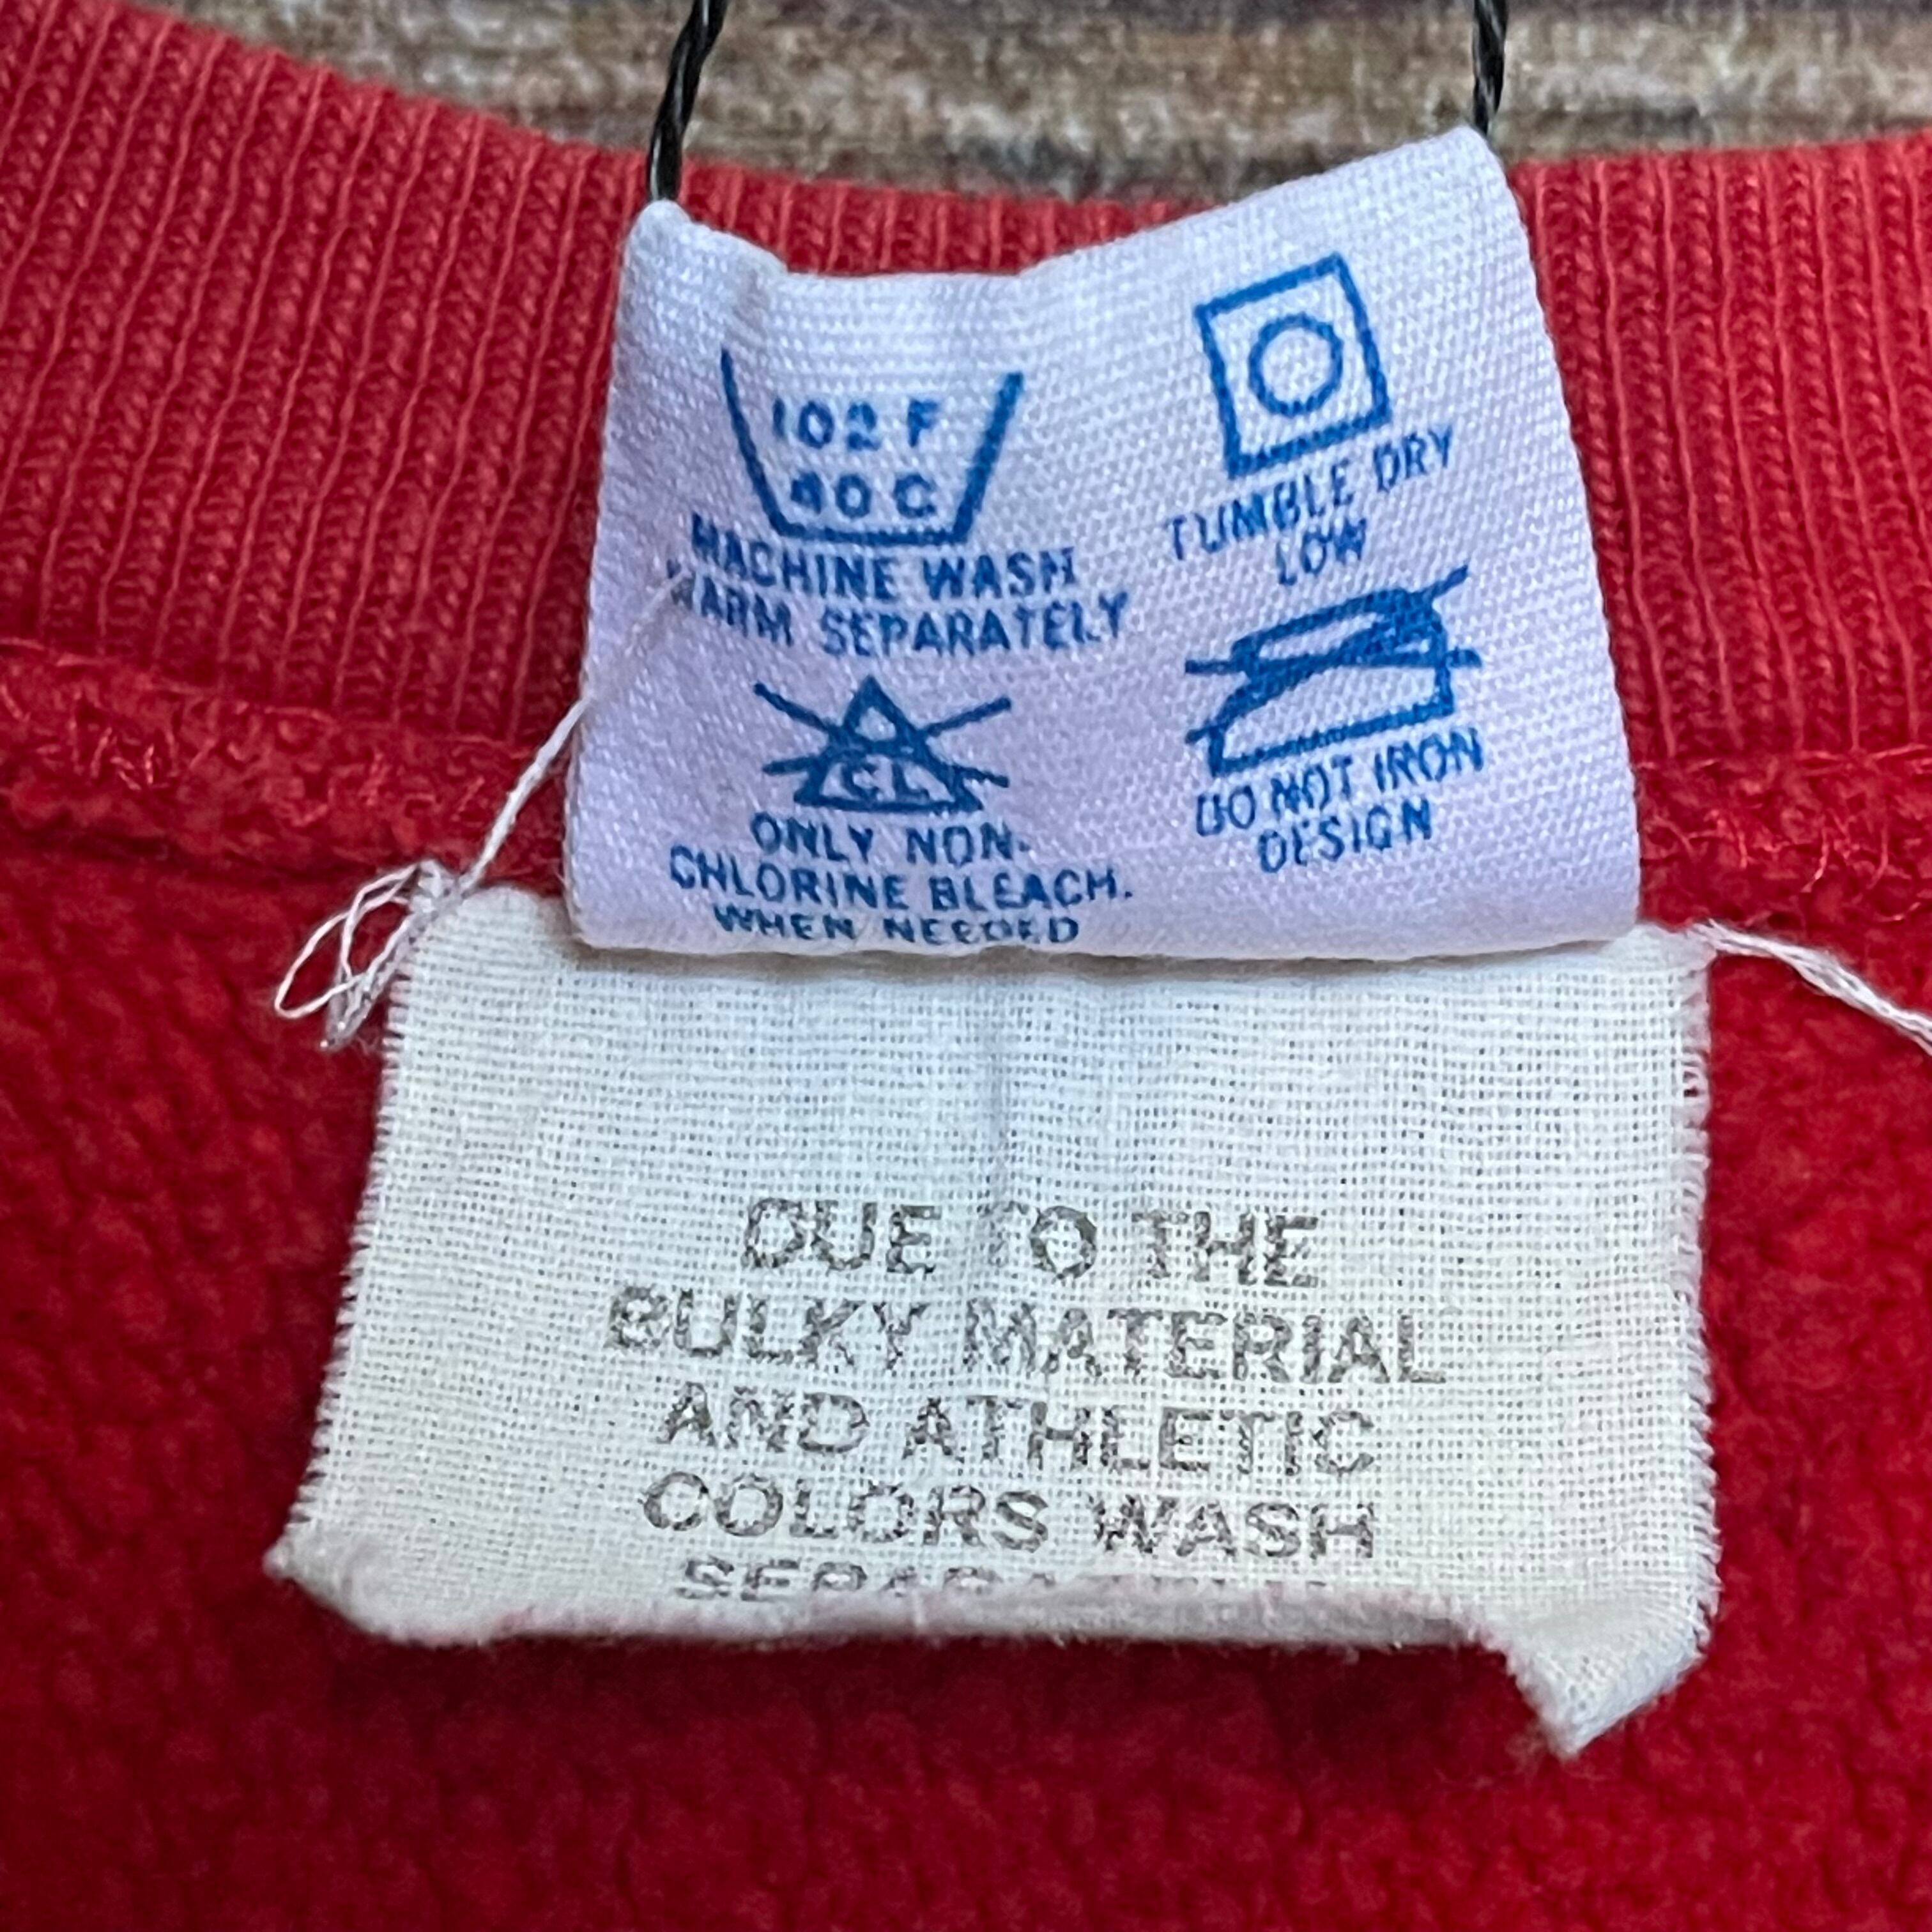 102 F
40 C
MACHINE WASH
WARM SEPARATELY
CL
ONLY NON-
CHLORINE BLEACH.
WHEN NEEDED
TUMBLE DRY
LOW
DO NOT IRON
DESIGN
DUE TO THE
BULKY MATERIAL
AND ATHLETIC
COLORS WASH